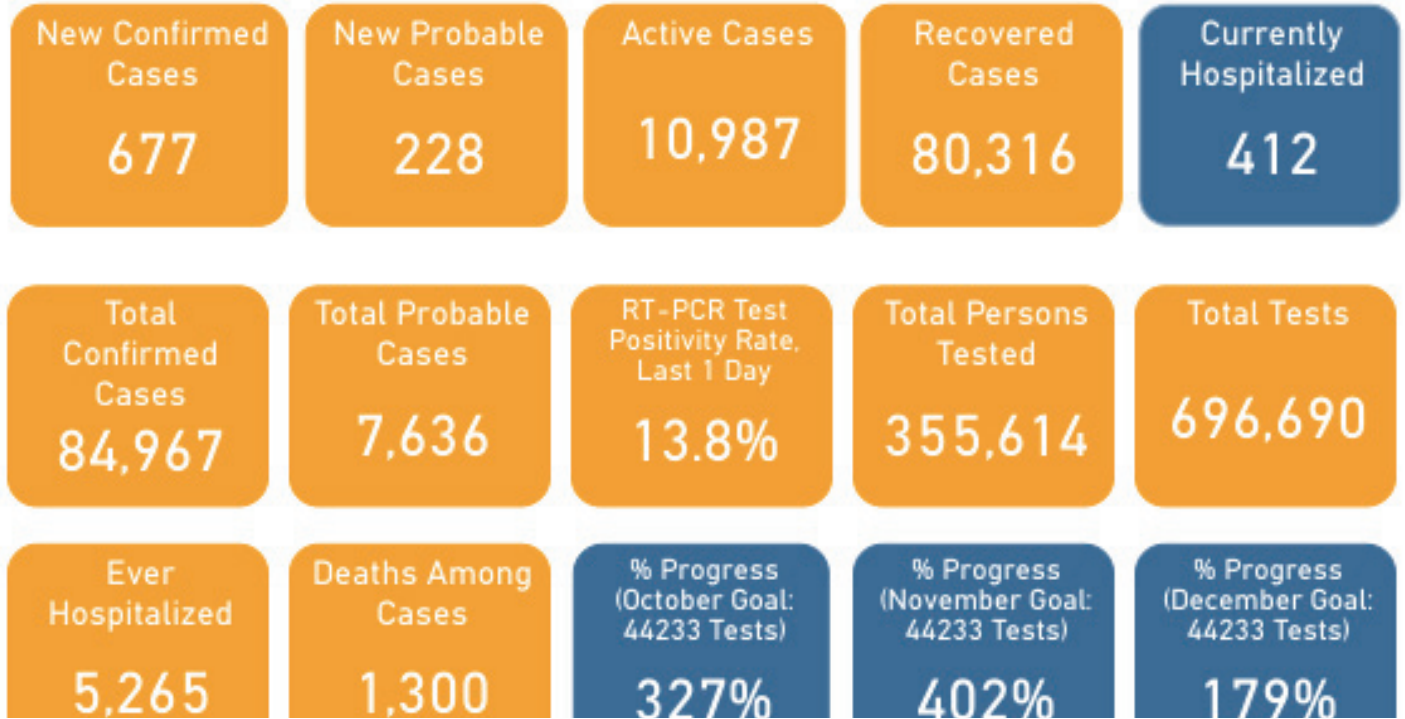 New Confirmed
Cases
677
New Probable
Cases
228
Active Cases
10,987
Recovered
Cases
80,316
Currently
Hospitalized
412
Total
Confirmed
Cases
84,967
Total Probable
Cases
7,636
RT-PCR Test
Positivity Rate,
Last 1 Day
13.8%
Total Persons
Tested
355,614
Total Tests
696,690
Ever
Hospitalized
5,265
Deaths Among
Cases
1,300
% Progress
(October Goal:
44233 Tests)
327%
% Progress
(November Goal:
44233 Tests)
402%
% Progress
(December Goal:
44233 Tests)
179%